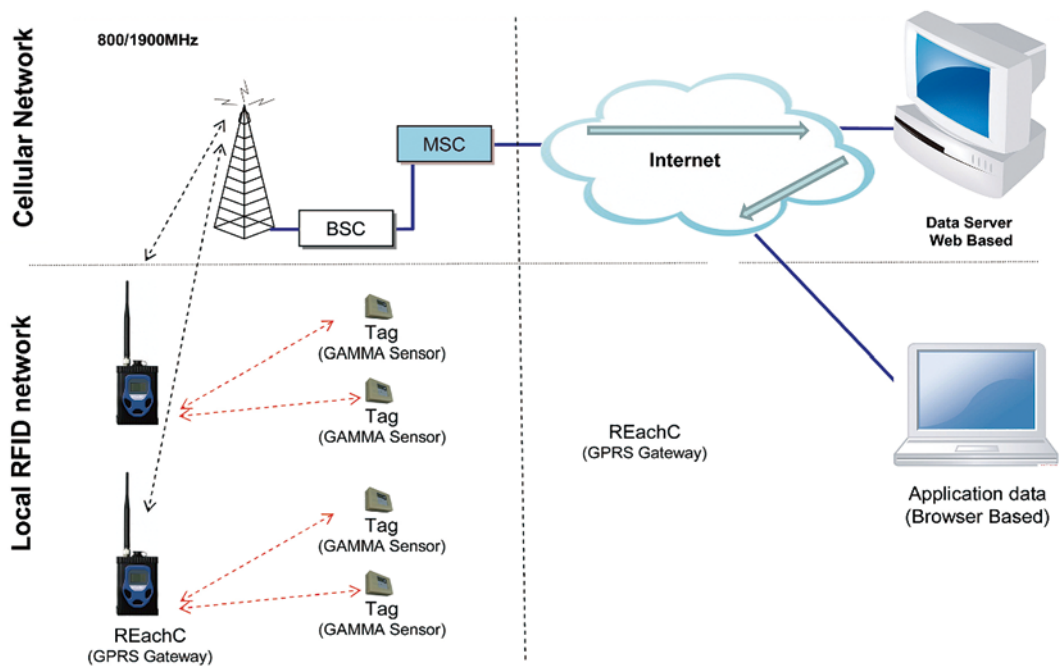 800/1900MHz
Cellular Network
MSC
BSC
Internet
Data Server
Web Based
Local RFID network
Tag
(GAMMA Sensor)
Tag
(GAMMA Sensor)
REachC
(GPRS Gateway)
Application data
(Browser Based)
Tag
(GAMMA Sensor)
Tag
(GAMMA Sensor)
REachC
(GPRS Gateway)